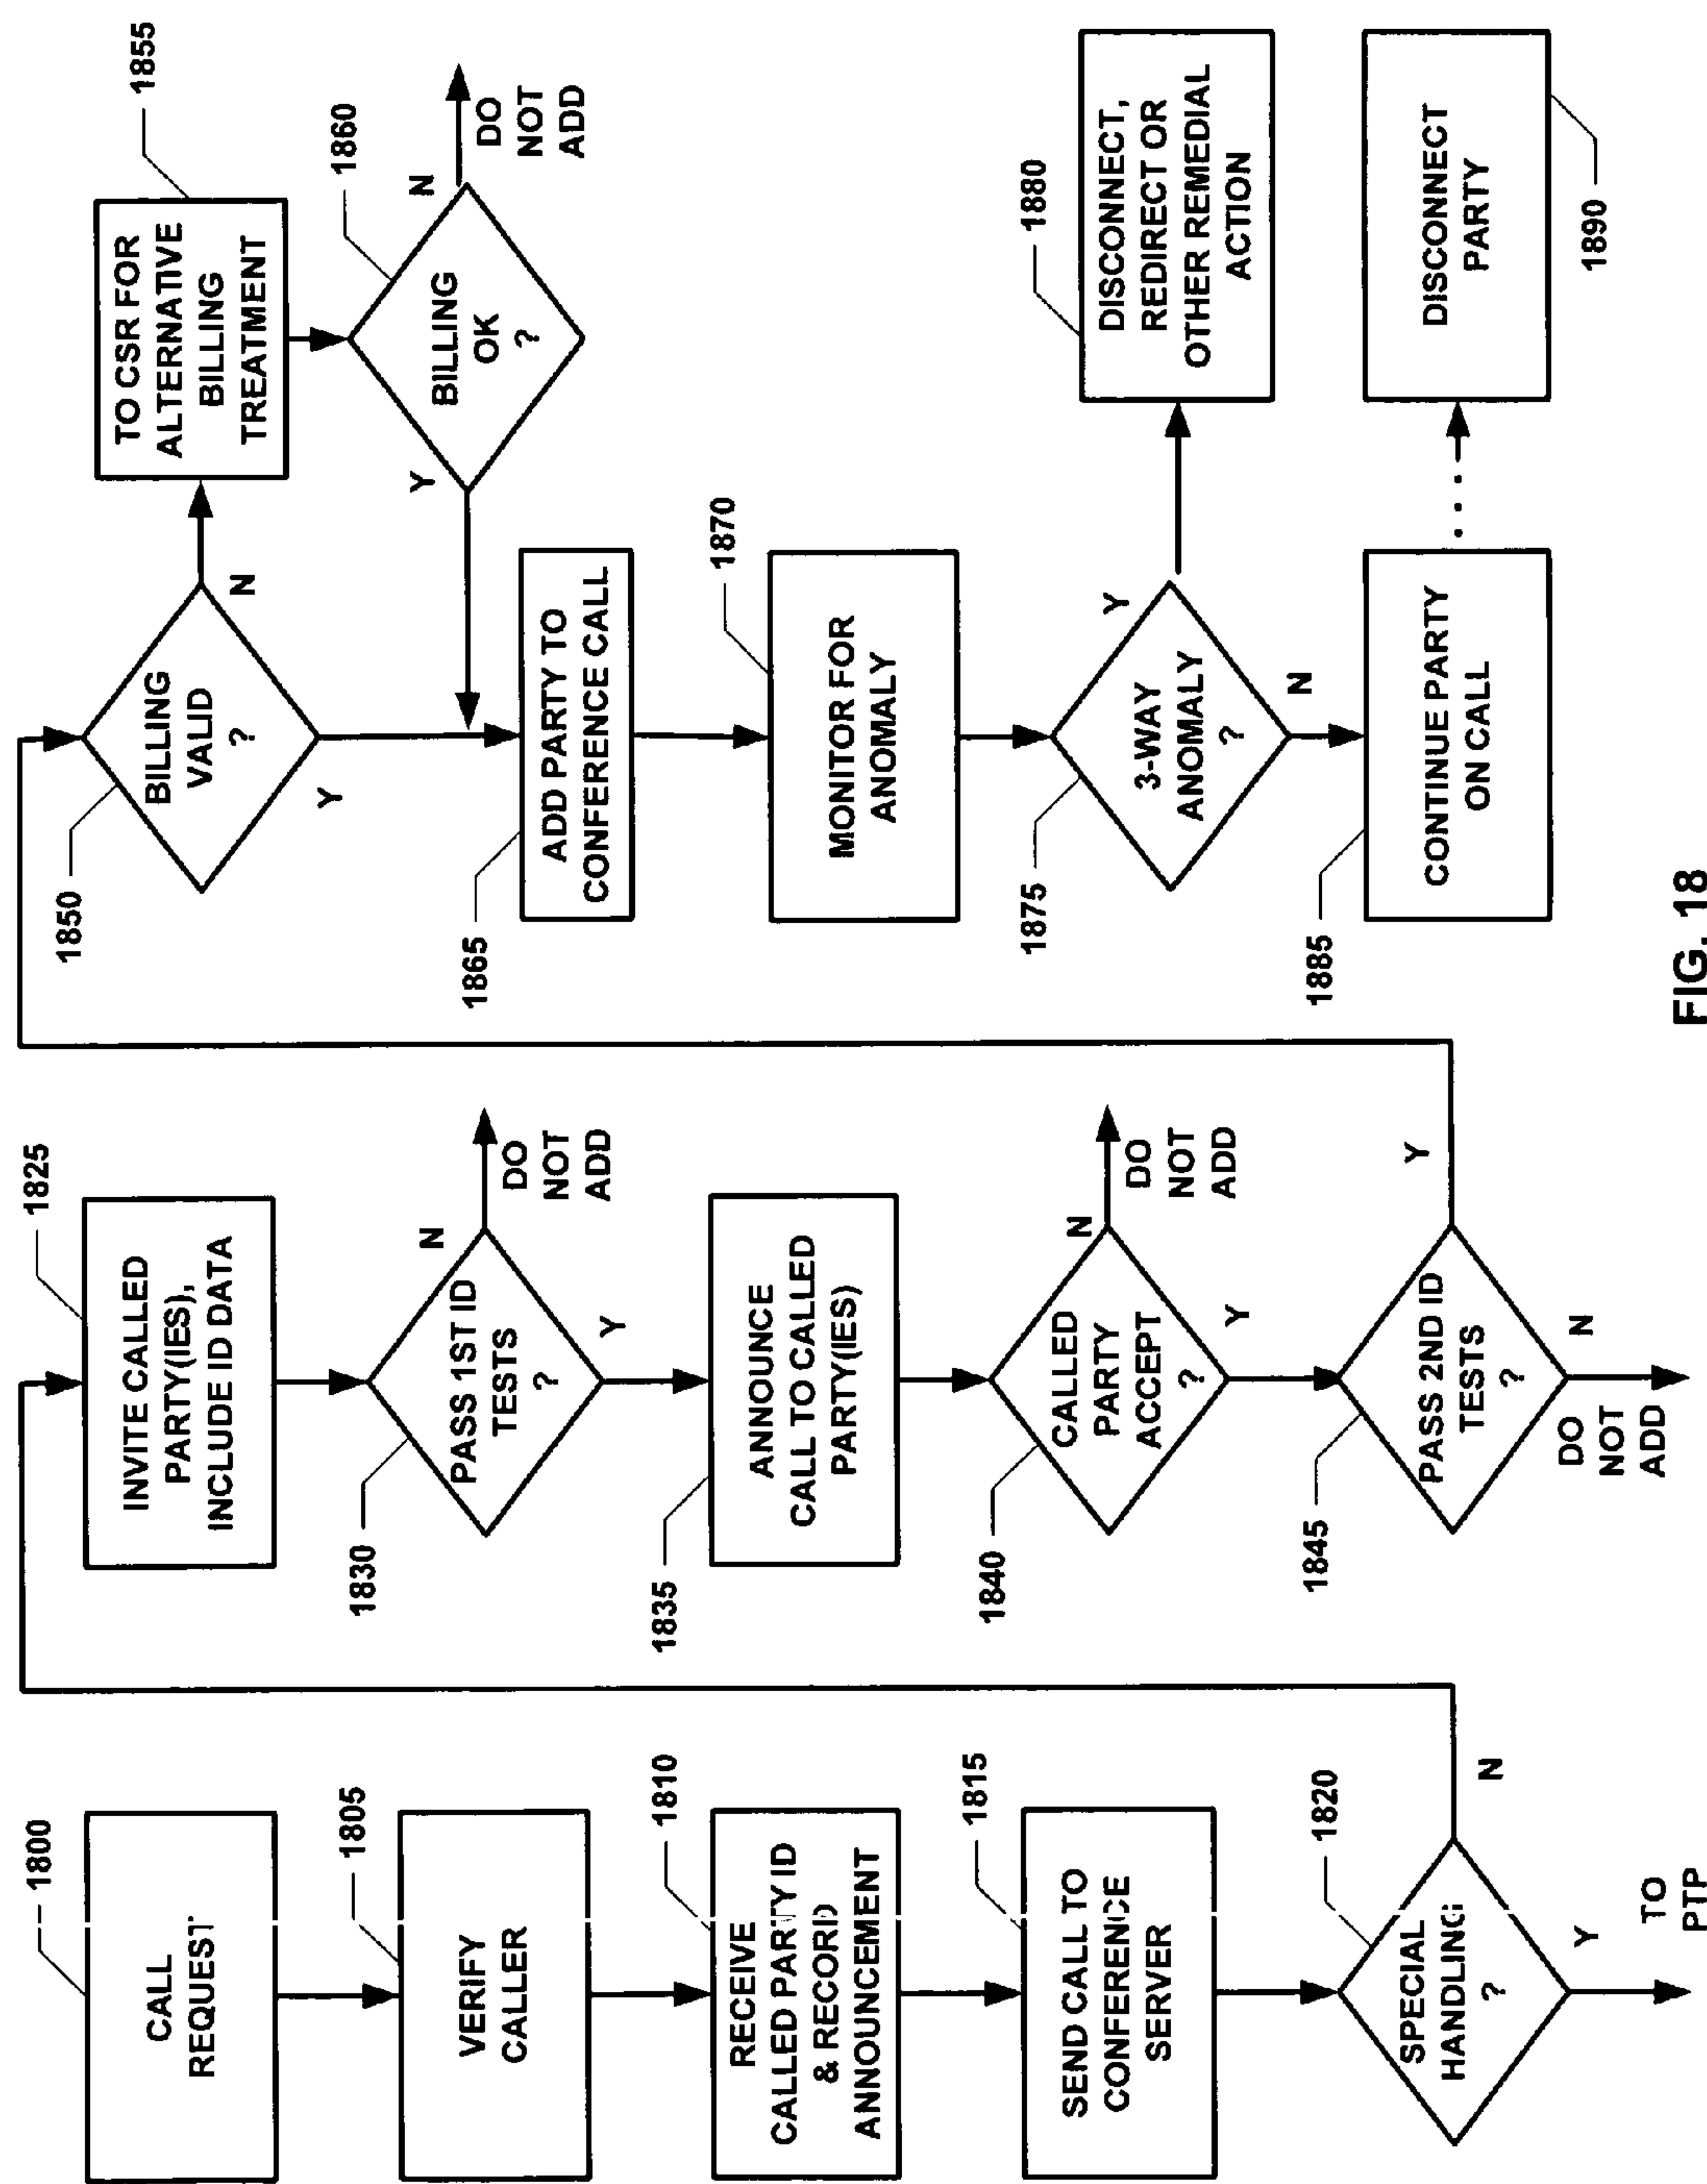 1800
CALL
REQUEST
1805
VERIFY
CALLER
1810
RECEIVE
CALLED PARTY ID
& RECORD
ANNOUNCEMENT
1815
SEND CALL TO
CONFERENCE
SERVER
1820
SPECIAL
HANDLING
?
N
Y
TO
PTP
1825
INVITE CALLED
PARTY(IES),
INCLUDE ID DATA
1830
PASS 1ST ID
TESTS
?
N
DO
NOT
ADD
Y
1835
ANNOUNCE
CALL TO CALLED
PARTY(IES)
1840
CALLED
PARTY
ACCEPT
?
N
DO
NOT
ADD
Y
1845
PASS 2ND ID
TESTS
?
Y
N
DO
NOT
ADD
1850
BILLING
VALID
?
N
Y
1855
TO CSR FOR
ALTERNATIVE
BILLING
TREATMENT
1860
BILLING
OK
?
N
DO
NOT
ADD
Y
1865
ADD PARTY TO
CONFERENCE CALL
1870
MONITOR FOR
ANOMALY
1875
3-WAY
ANOMALY
?
Y
N
1880
DISCONNECT,
REDIRECT OR
OTHER REMEDIAL
ACTION
1885
CONTINUE PARTY
ON CALL
DISCONNECT
PARTY
1890
FIG. 18